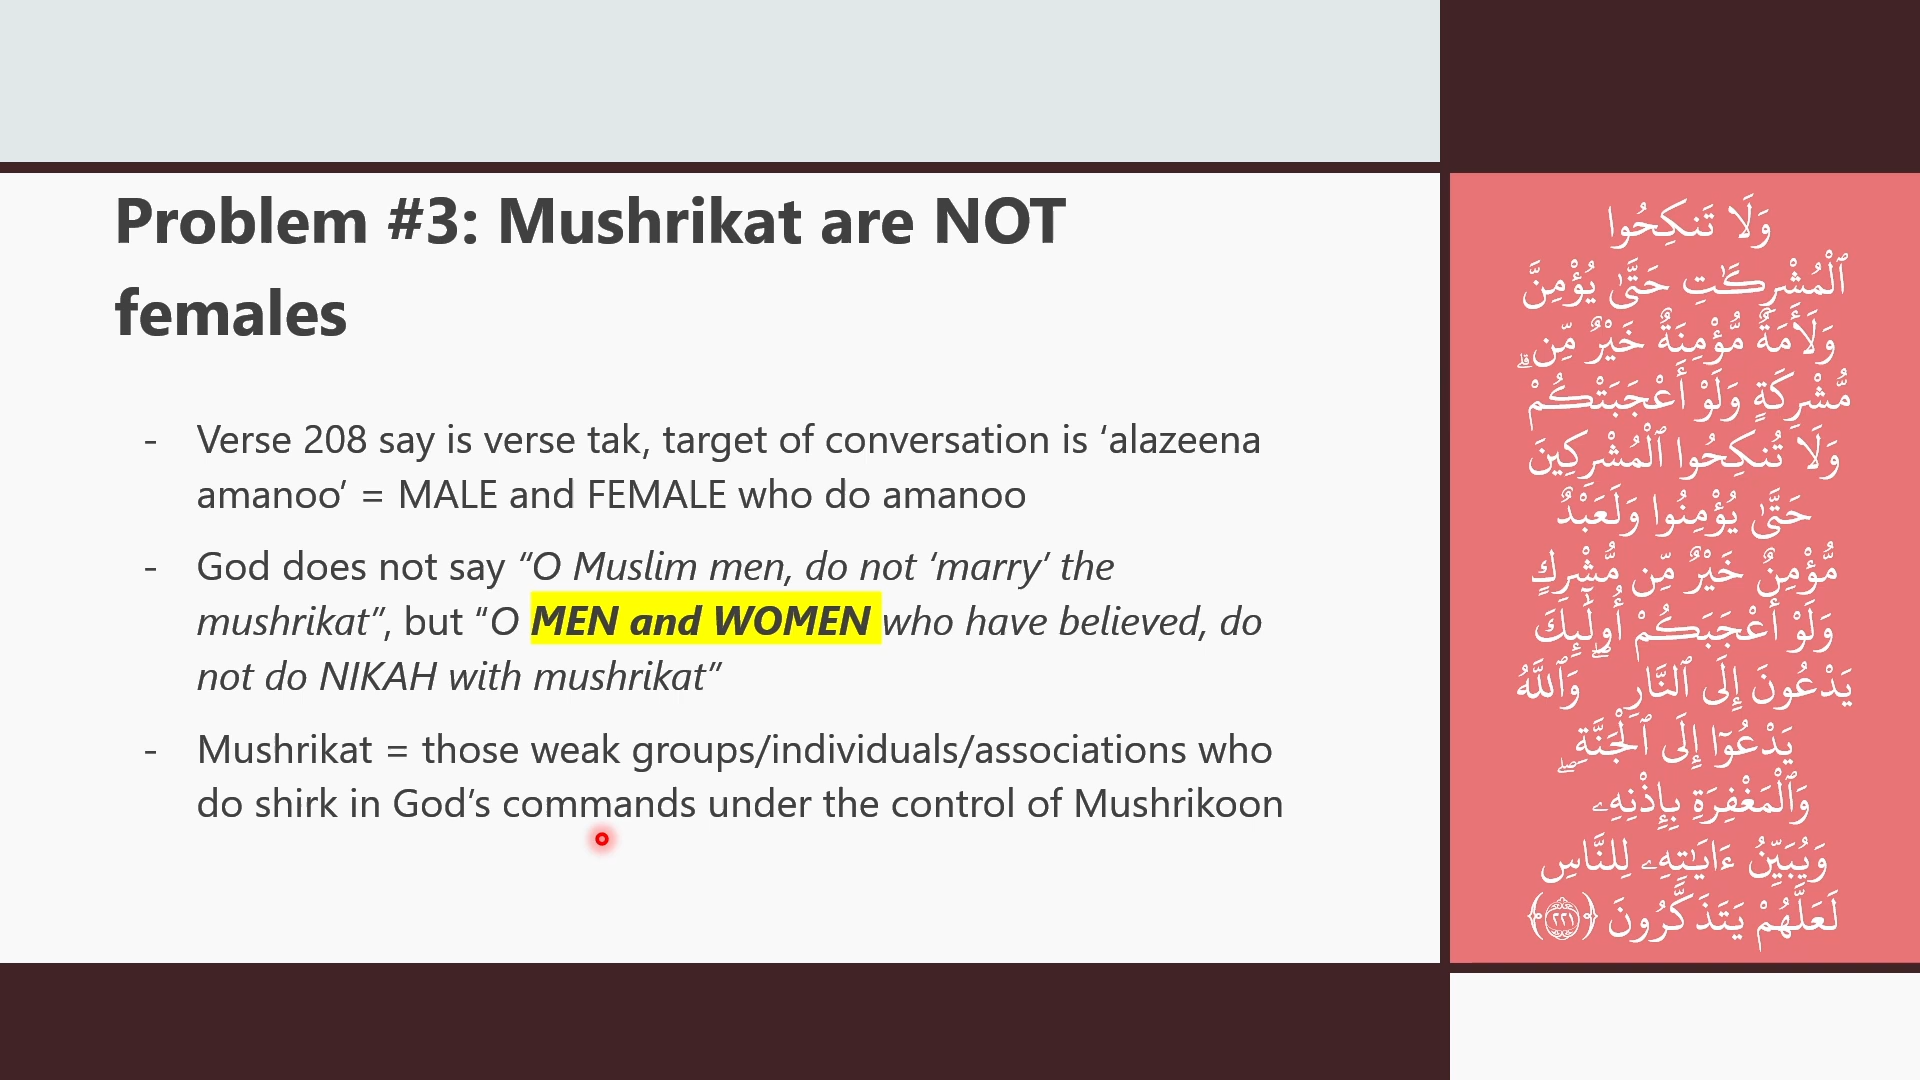 Problem #3: Mushrikat are NOT
females
- Verse 208 say is verse tak, target of conversation is ‘alazeena
amanoo’ = MALE and FEMALE who do amanoo
- God does not say “O Muslim men, do not ‘marry’ the
mushrikat”, but “O MEN and WOMEN who have believed, do
not do NIKAH with mushrikat”
- Mushrikat = those weak groups/individuals/associations who
do shirk in God’s commands under the control of Mushrikoon
وَلَا تَنكِحُوا
ٱلْمُشْرِكَـٰتِ حَتَّىٰ يُؤْمِنَّ
وَلَأَمَةٌ مُّؤْمِنَةٌ خَيْرٌ مِّن ۚ
مُّشْرِكَةٍ وَلَوْ أَعْجَبَتْكُمْ ۗ
وَلَا تُنكِحُوا ٱلْمُشْرِكِينَ
حَتَّىٰ يُؤْمِنُوا وَلَعَبْدٌ
مُّؤْمِنٌ خَيْرٌ مِّن مُّشْرِكٍ
وَلَوْ أَعْجَبَكُمْ أُولَـٰٓئِكَ
يَدْعُونَ إِلَى ٱلنَّارِ ۖ وَٱللَّهُ
يَدْعُوٓا إِلَى ٱلْجَنَّةِ
وَٱلْمَغْفِرَةِ بِإِذْنِهِۦ ۖ
وَيُبَيِّنُ ءَايَـٰتِهِۦ لِلنَّاسِ
لَعَلَّهُمْ يَتَذَكَّرُونَ ﴿٢٢١﴾